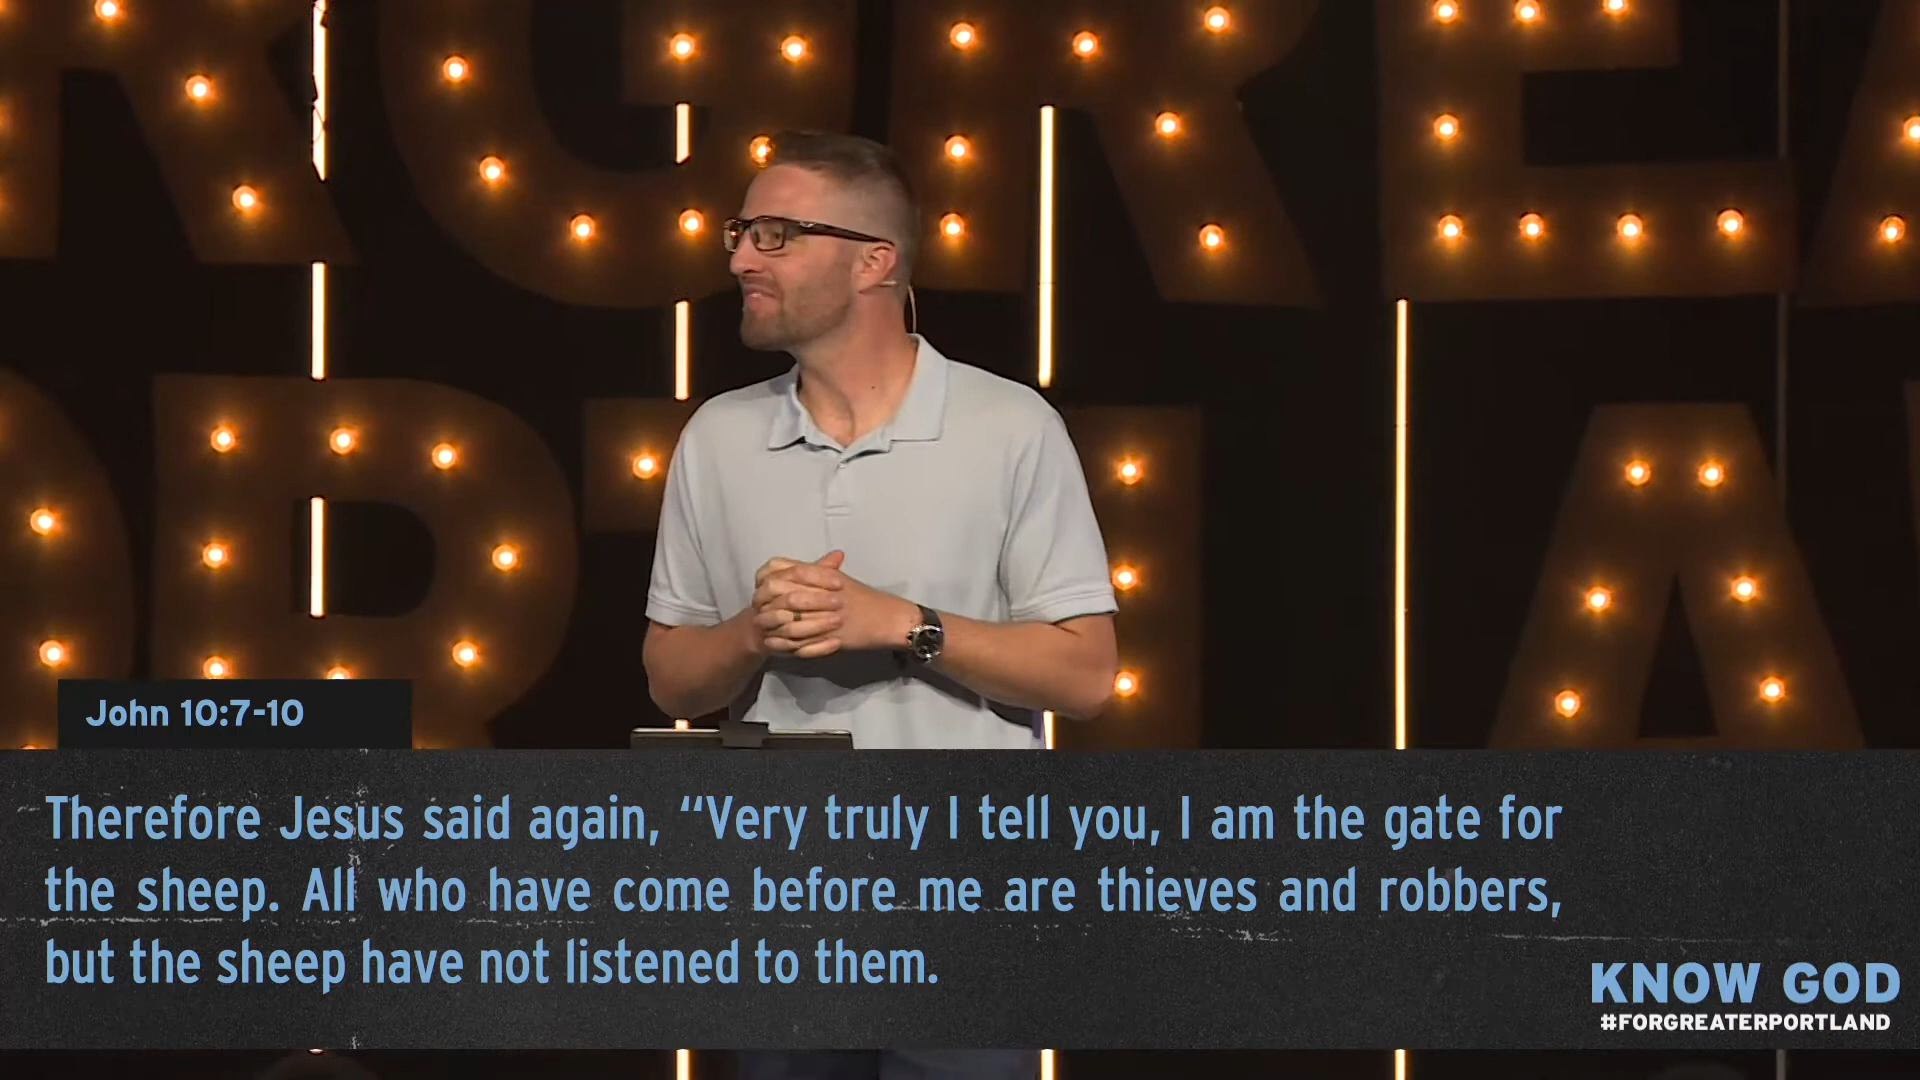 RGREA
ORTLA
John 10:7-10
Therefore Jesus said again, “Very truly I tell you, I am the gate for
the sheep. All who have come before me are thieves and robbers,
but the sheep have not listened to them.
KNOW GOD
#FORGREATERPORTLAND